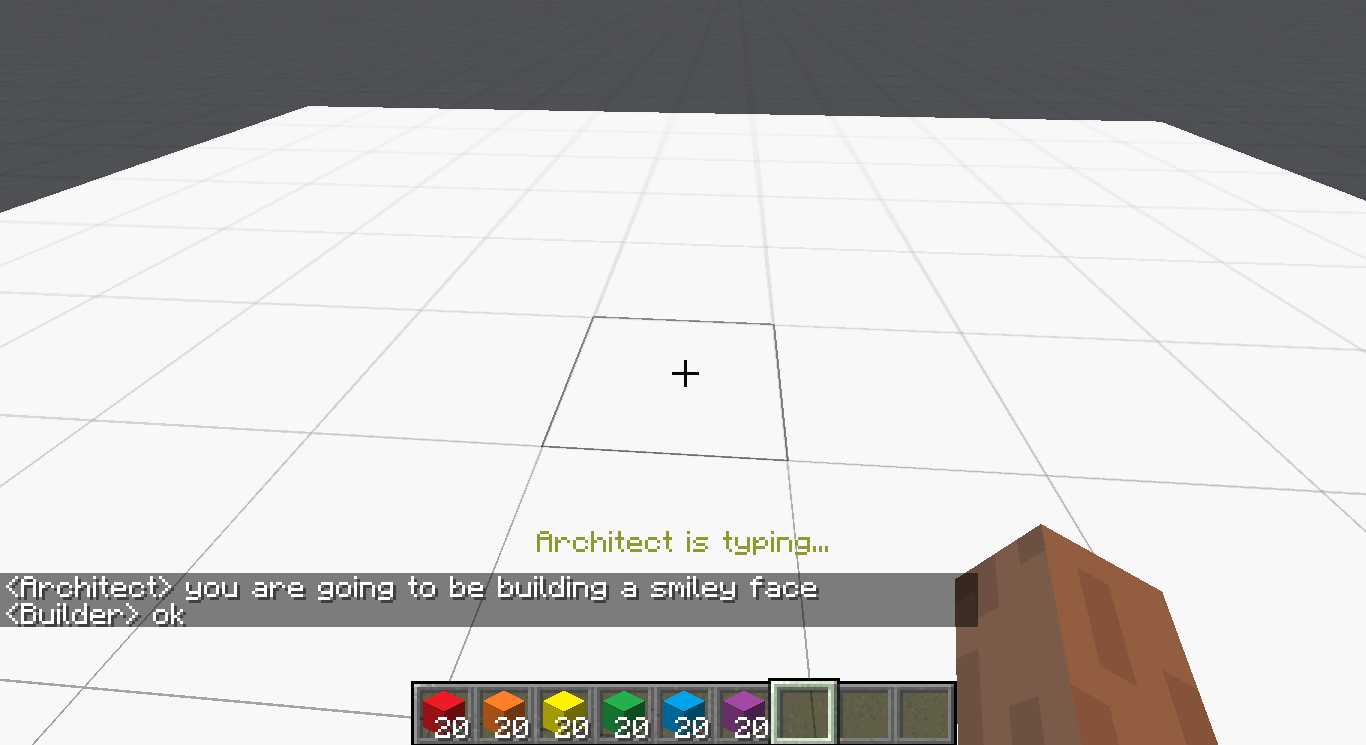 Architect is typing...
<Architect> you are going to be building a smiley face
<Builder> ok
20 20 20 20 20 20